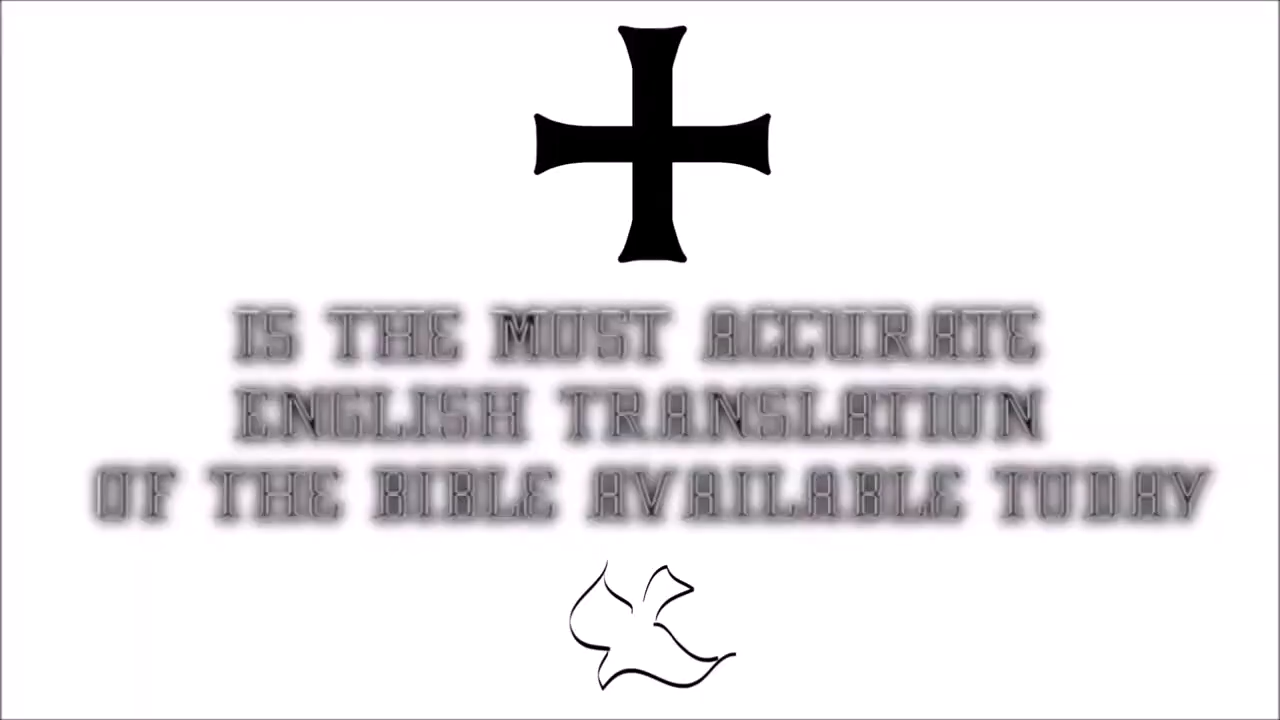 IS THE MOST ACCURATE
ENGLISH TRANSLATION
OF THE BIBLE AVAILABLE TODAY